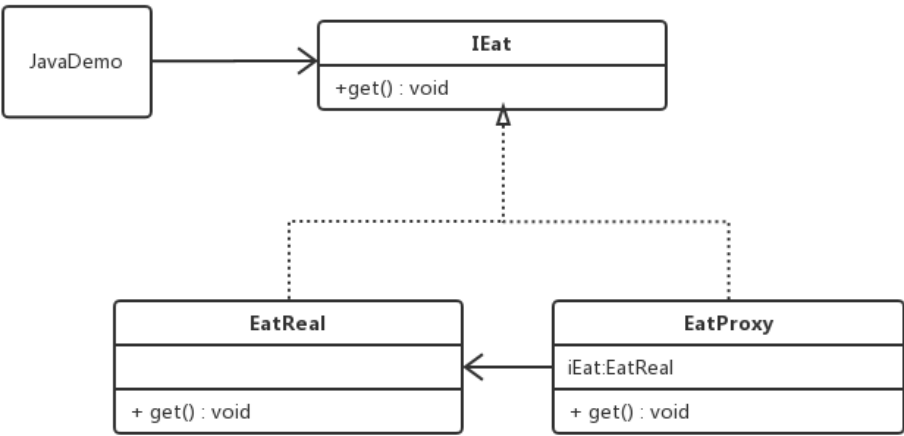 JavaDemo
IEat
+get() : void
EatReal
+ get() : void
EatProxy
iEat:EatReal
+ get() : void